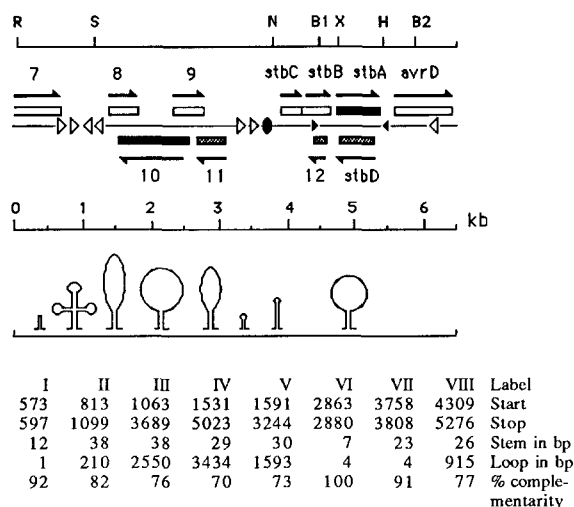 R S N B1 X H B2
7 8 9 stbC stbB stbA avrD
10 11 12 stbD
0 1 2 3 4 5 6 kb
I II III IV V VI VII VIII Label
573 813 1063 1531 1591 2863 3758 4309 Start
597 1099 3689 5023 3244 2880 3808 5276 Stop
12 38 38 29 30 7 23 26 Stem in bp
1 210 2550 3434 1593 4 4 915 Loop in bp
92 82 76 70 73 100 91 77 % comple-
mentarity